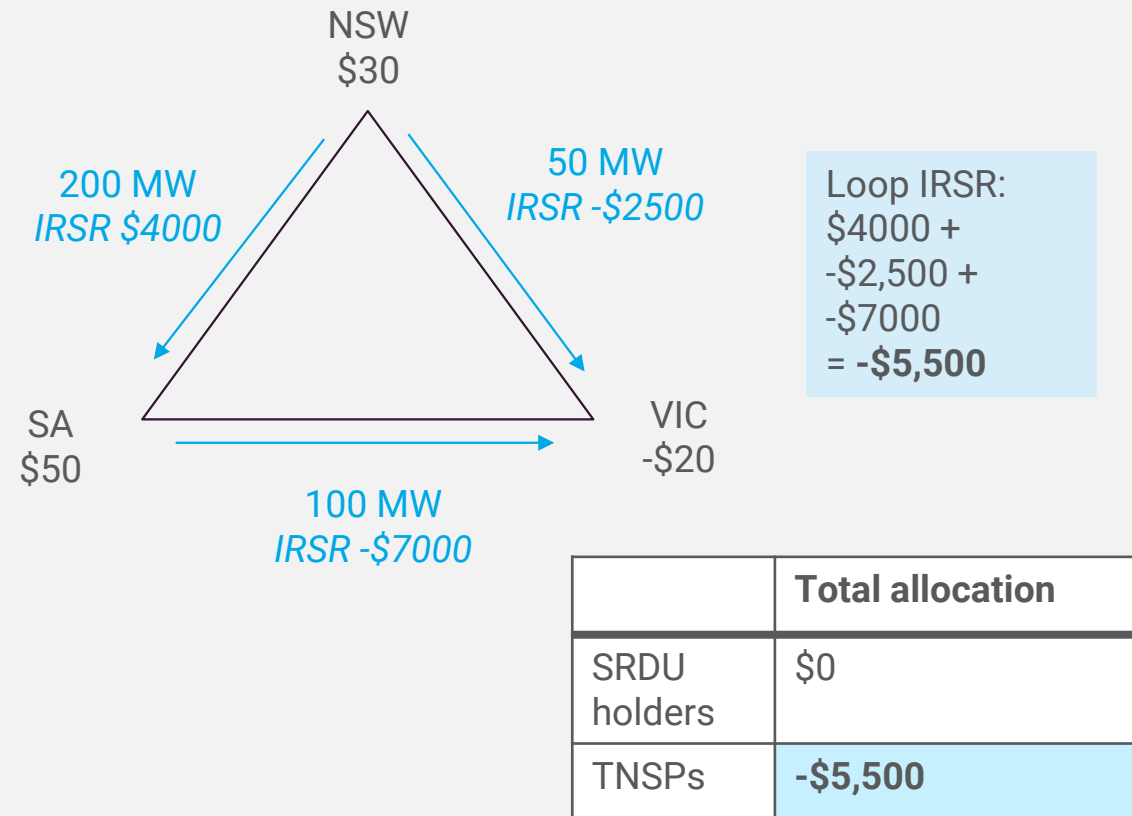 NSW
$30
200 MW
IRSR $4000
50 MW
IRSR -$2500
Loop IRSR:
$4000 +
-$2,500 +
-$7000
= -$5,500
SA
$50
VIC
-$20
100 MW
IRSR -$7000
Total allocation
SRDU
holders
$0
TNSPs
-$5,500